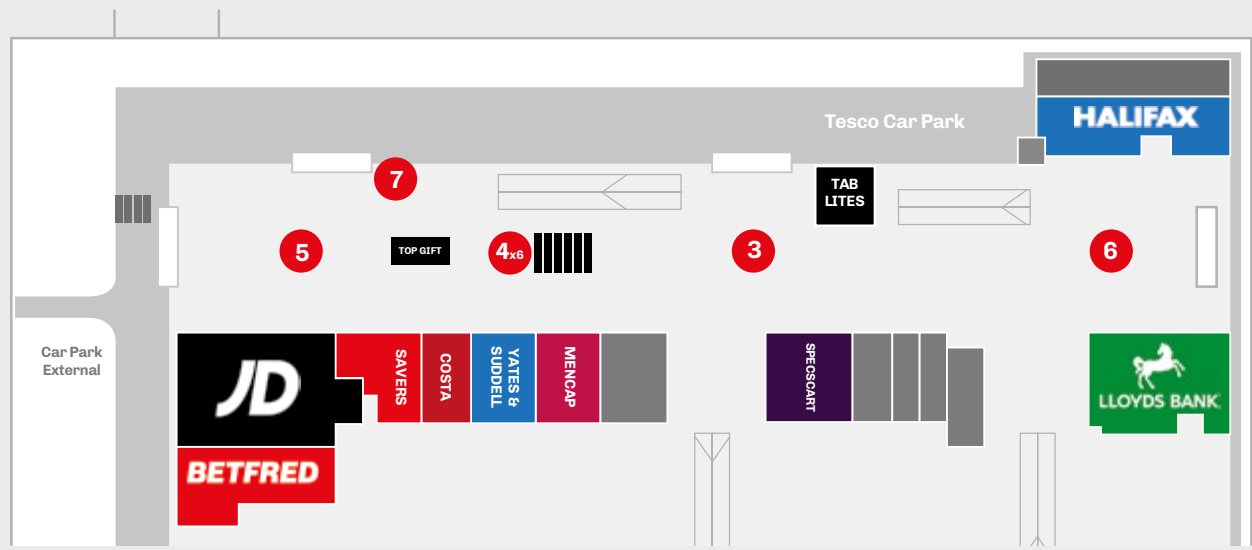 Tesco Car Park
HALIFAX
7
TAB
LITES
5
TOP GIFT
4x6
3
6
Car Park
External
JD
SAVERS
COSTA
YATES &
SUDDELL
MENCAP
SPECSCART
LLOYDS BANK
BETFRED